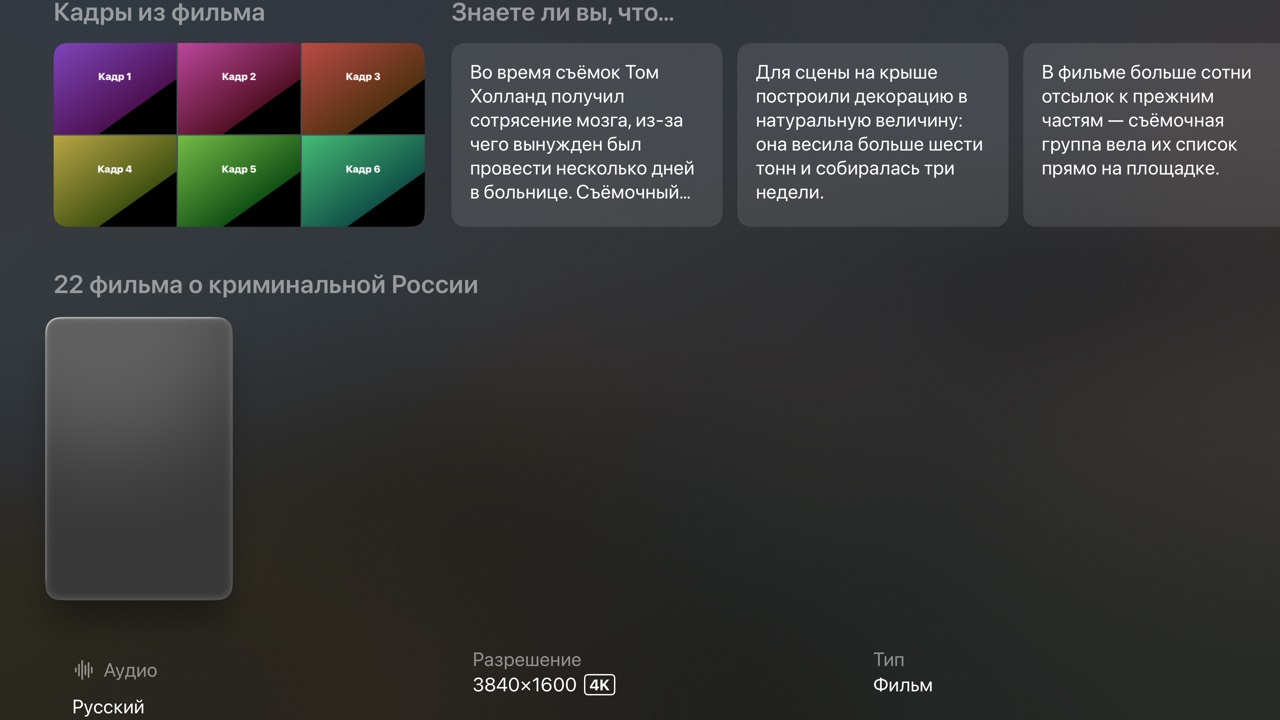 Кадры из фильма
Знаете ли вы, что...
Кадр 1
Кадр 2
Кадр 3
Кадр 4
Кадр 5
Кадр 6
Во время съёмок Том
Холланд получил
сотрясение мозга, из-за
чего вынужден был
провести несколько дней
в больнице. Съёмочный...
Для сцены на крыше
построили декорацию в
натуральную величину:
она весила больше шести
тонн и собиралась три
недели.
В фильме больше сотни
отсылок к прежним
частям — съёмочная
группа вела их список
прямо на площадке.
22 фильма о криминальной России
Аудио
Русский
Разрешение
3840×1600 4K
Тип
Фильм